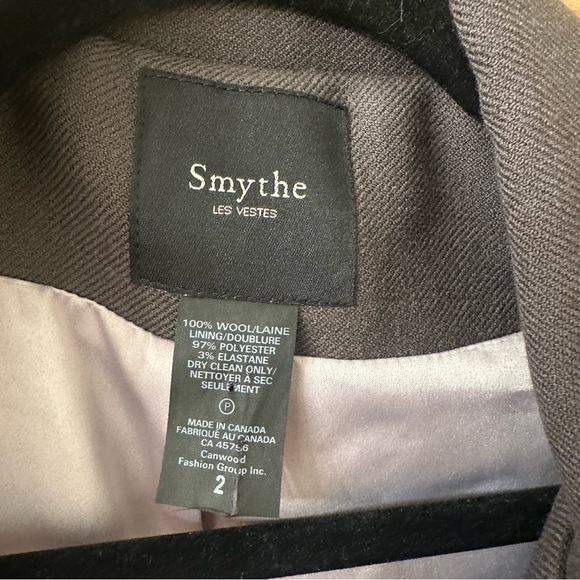 Smythe
LES VESTES
100% WOOL/LAINE
LINING/DOUBLURE
97% POLYESTER
3% ELASTANE
DRY CLEAN ONLY/
NETTOYER À SEC
SEULEMENT
P
MADE IN CANADA
FABRIQUÉ AU CANADA
CA 45756
Canwood
Fashion Group Inc.
2